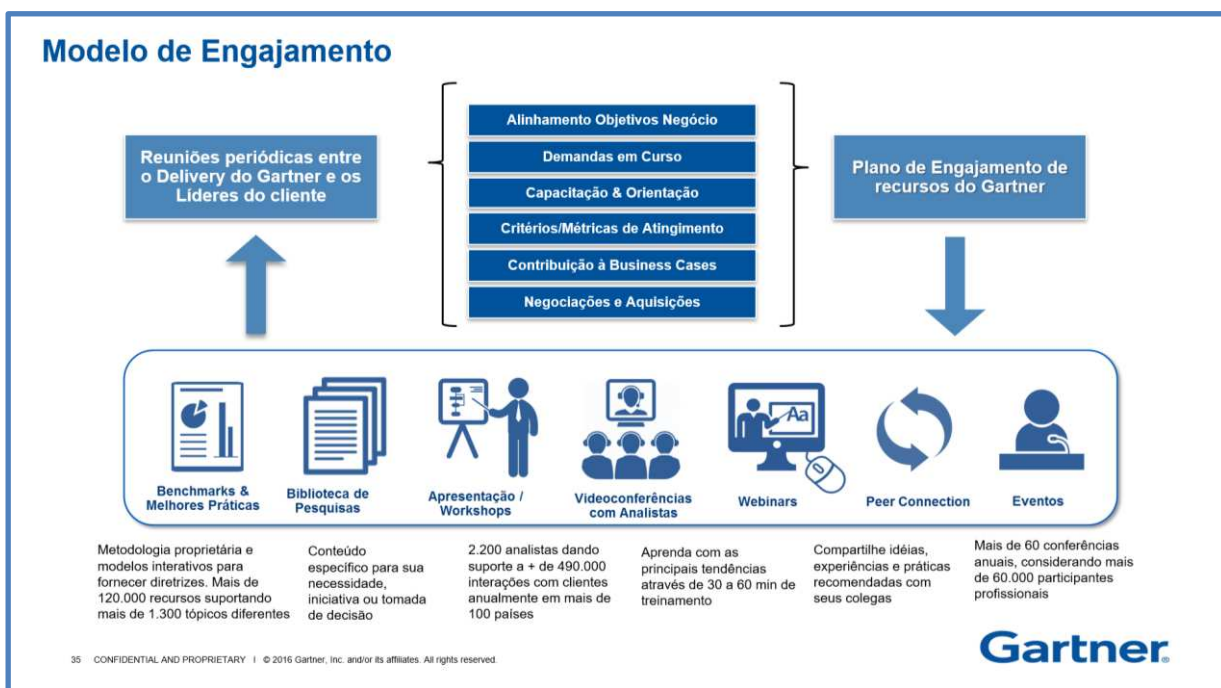 Modelo de Engajamento
Reuniões periódicas entre
o Delivery do Gartner e os
Líderes do cliente
Alinhamento Objetivos Negócio
Demandas em Curso
Capacitação & Orientação
Critérios/Métricas de Atingimento
Contribuição à Business Cases
Negociações e Aquisições
Plano de Engajamento de
recursos do Gartner
Benchmarks &
Melhores Práticas
Biblioteca de
Pesquisas
Apresentação /
Workshops
Videoconferências
com Analistas
Aa
Webinars
Peer Connection
Eventos
Metodologia proprietária e
modelos interativos para
fornecer diretrizes. Mais de
120.000 recursos suportando
mais de 1.300 tópicos diferentes
Conteúdo
específico para sua
necessidade,
iniciativa ou tomada
de decisão
2.200 analistas dando
suporte a + de 490.000
interações com clientes
anualmente em mais de
100 países
Aprenda com as
principais tendências
através de 30 a 60 min de
treinamento
Compartilhe idéias,
experiências e práticas
recomendadas com
seus colegas
Mais de 60 conferências
anuais, considerando mais
de 60.000 participantes
profissionais
35 CONFIDENTIAL AND PROPRIETARY I © 2016 Gartner, Inc. and/or its affiliates. All rights reserved.
Gartner®